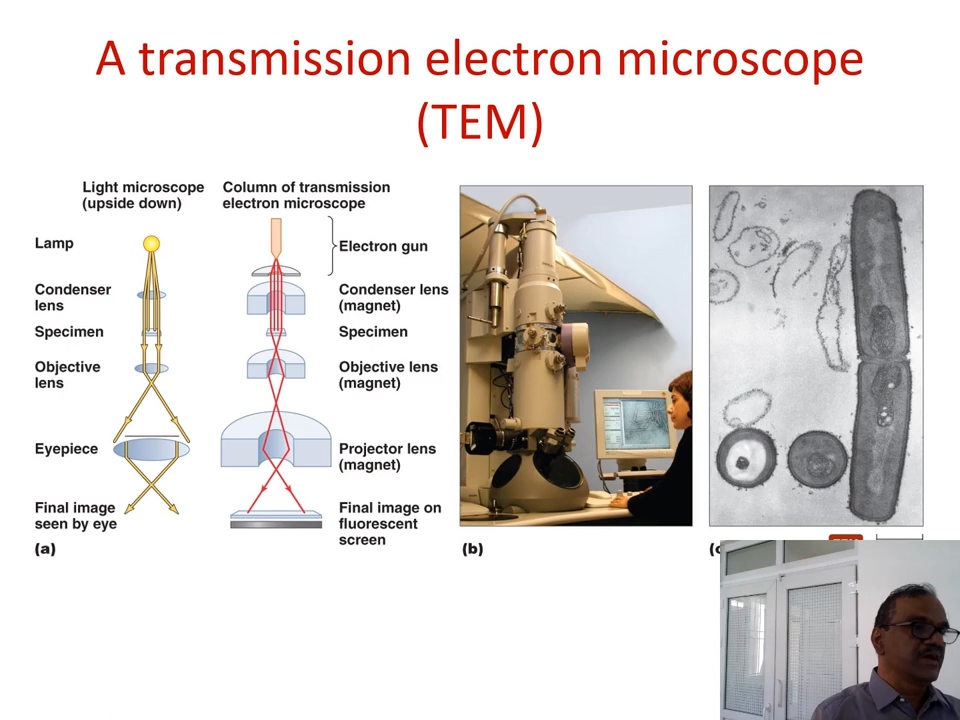 A transmission electron microscope
(TEM)
Light microscope
(upside down)
Column of transmission
electron microscope
Lamp
Electron gun
Condenser
lens
Condenser lens
(magnet)
Specimen
Specimen
Objective
lens
Objective lens
(magnet)
Eyepiece
Projector lens
(magnet)
Final image
seen by eye
Final image on
fluorescent
screen
(a)
(b)